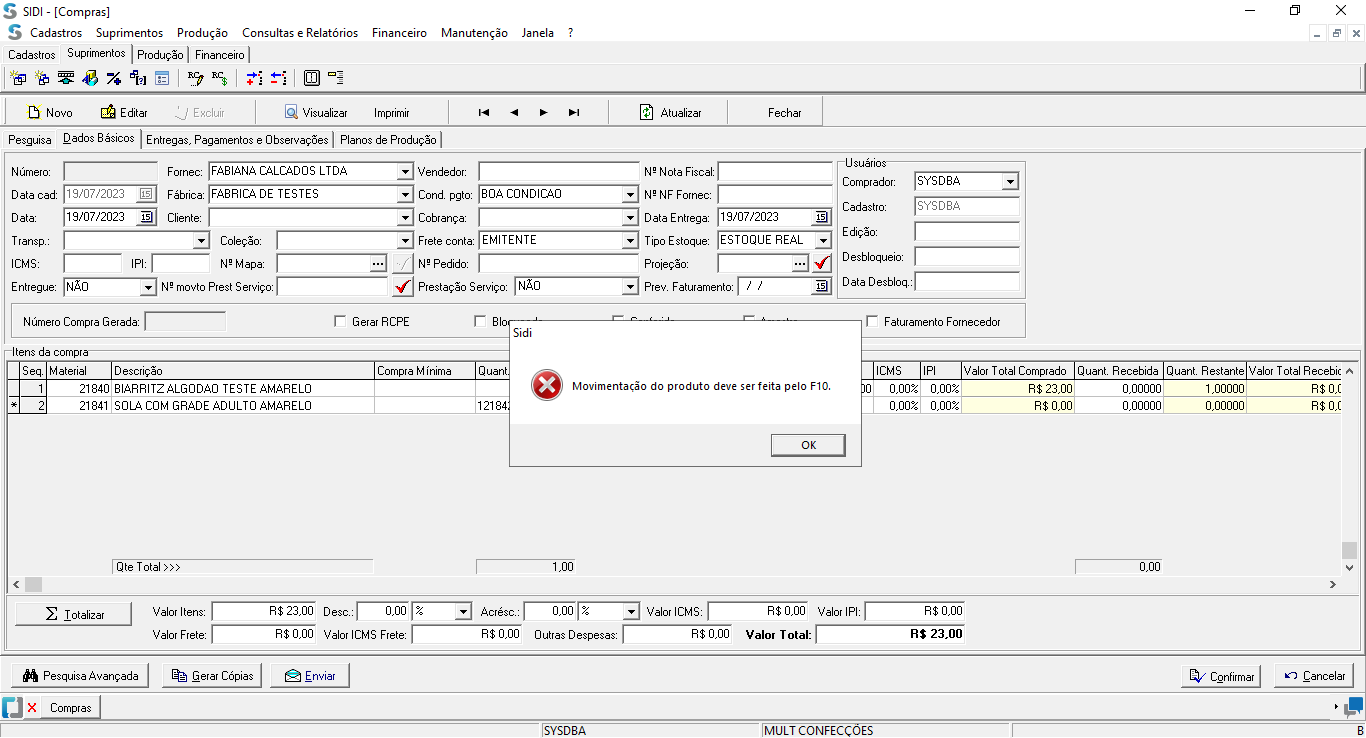 SIDI - [Compras]
Cadastros Suprimentos Produção Consultas e Relatórios Financeiro Manutenção Janela ?
Cadastros Suprimentos Produção Financeiro
Novo Editar Excluir Visualizar Imprimir Atualizar Fechar
Pesquisa Dados Básicos Entregas, Pagamentos e Observações Planos de Produção
Número: Fornec: FABIANA CALCADOS LTDA Vendedor: Nº Nota Fiscal: Usuários
Comprador: SYSDBA
Data cad: 19/07/2023 15 Fábrica: FABRICA DE TESTES Cond. pgto: BOA CONDICAO Nº NF Fornec:
Cadastro: SYSDBA
Data: 19/07/2023 15 Cliente: Cobrança: Data Entrega: 19/07/2023 15
Edição:
Transp.: Coleção: Frete conta: EMITENTE Tipo Estoque: ESTOQUE REAL
Desbloqueio:
ICMS: IPI: Nº Mapa: ... Nº Pedido: Projeção: ...
Data Desbloq.:
Entregue: NÃO Nº movto Prest Serviço: Prestação Serviço: NÃO Prev. Faturamento: / / 15
Número Compra Gerada: Gerar RCPE Faturamento Fornecedor
Itens da compra
Seq. Material Descrição Compra Mínima Quant. ICMS IPI Valor Total Comprado Quant. Recebida Quant. Restante Valor Total Recebic
1 21840 BIARRITZ ALGODAO TESTE AMARELO 00 0,00% 0,00% R$ 23,00 0,00000 1,00000 R$ 0,0
* 2 21841 SOLA COM GRADE ADULTO AMARELO 121842 0,00% 0,00% R$ 0,00 0,00000 0,00000 R$ 0,0
Sidi
Movimentação do produto deve ser feita pelo F10.
OK
Qte Total >>> 1,00 0,00
Totalizar Valor Itens: R$ 23,00 Desc.: 0,00 % Acrésc.: 0,00 % Valor ICMS: R$ 0,00 Valor IPI: R$ 0,00
Valor Frete: R$ 0,00 Valor ICMS Frete: R$ 0,00 Outras Despesas: R$ 0,00 Valor Total: R$ 23,00
Pesquisa Avançada Gerar Cópias Enviar Confirmar Cancelar
Compras
SYSDBA MULT CONFECÇÕES B